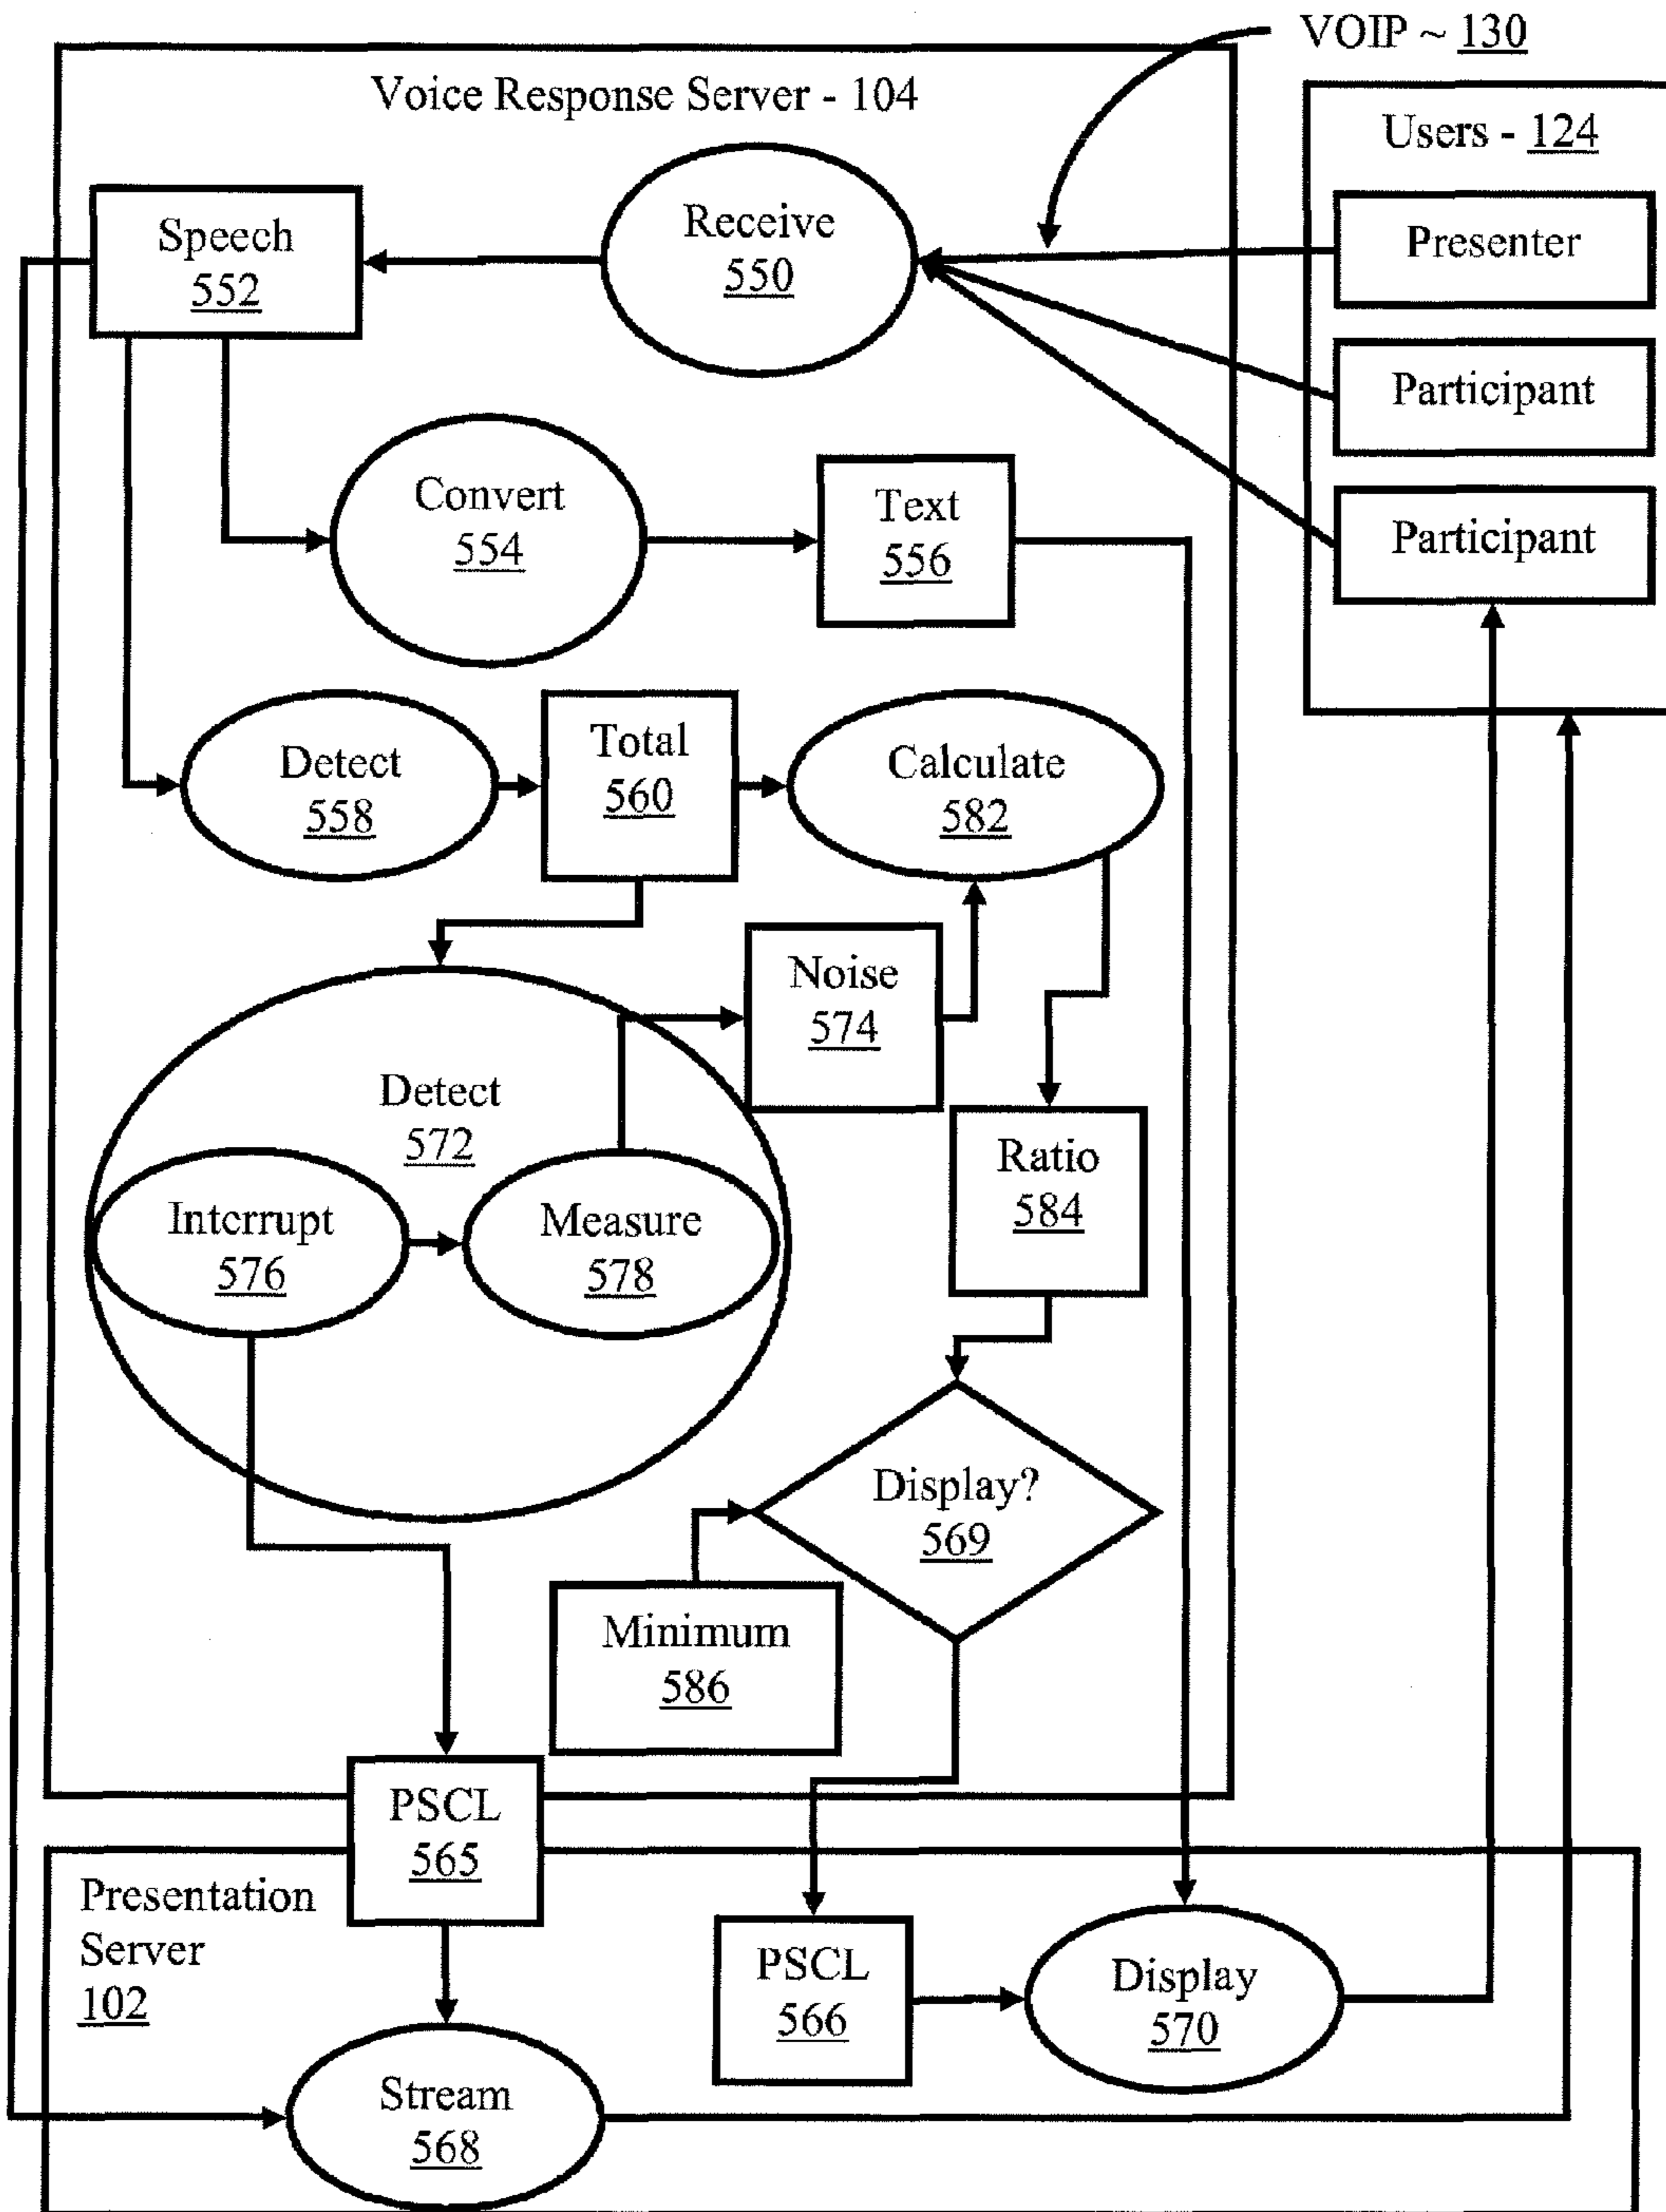 VOIP ~ 130
Voice Response Server - 104
Users - 124
Presenter
Participant
Participant
Receive
550
Speech
552
Convert
554
Text
556
Detect
558
Total
560
Calculate
582
Noise
574
Detect
572
Interrupt
576
Measure
578
Ratio
584
Display?
569
Minimum
586
PSCL
565
Presentation
Server
102
PSCL
566
Display
570
Stream
568